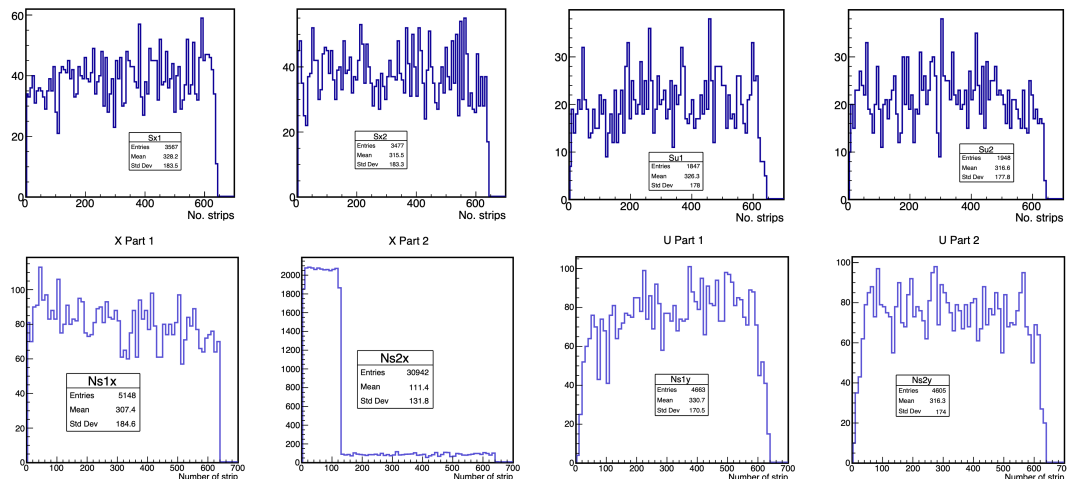 60
40
20
0
0
200
400
600
No. strips
Sx1
Entries 3567
Mean 328.2
Std Dev 183.5
60
40
20
0
0
200
400
600
No. strips
Sx2
Entries 3477
Mean 315.5
Std Dev 183.3
40
30
20
10
0
0
200
400
600
No. strips
Su1
Entries 1847
Mean 326.3
Std Dev 178
40
30
20
10
0
0
200
400
600
No. strips
Su2
Entries 1948
Mean 316.6
Std Dev 177.8
X Part 1
X Part 2
U Part 1
U Part 2
100
80
60
40
20
0
0 100 200 300 400 500 600 700
Number of strip
Ns1x
Entries 5148
Mean 307.4
Std Dev 184.6
2000
1800
1600
1400
1200
1000
800
600
400
200
0
0 100 200 300 400 500 600 700
Number of strip
Ns2x
Entries 30942
Mean 111.4
Std Dev 131.8
100
80
60
40
20
0
0 100 200 300 400 500 600 700
Number of strip
Ns1y
Entries 4663
Mean 330.7
Std Dev 170.5
100
80
60
40
20
0
0 100 200 300 400 500 600 700
Number of strip
Ns2y
Entries 4605
Mean 316.3
Std Dev 174